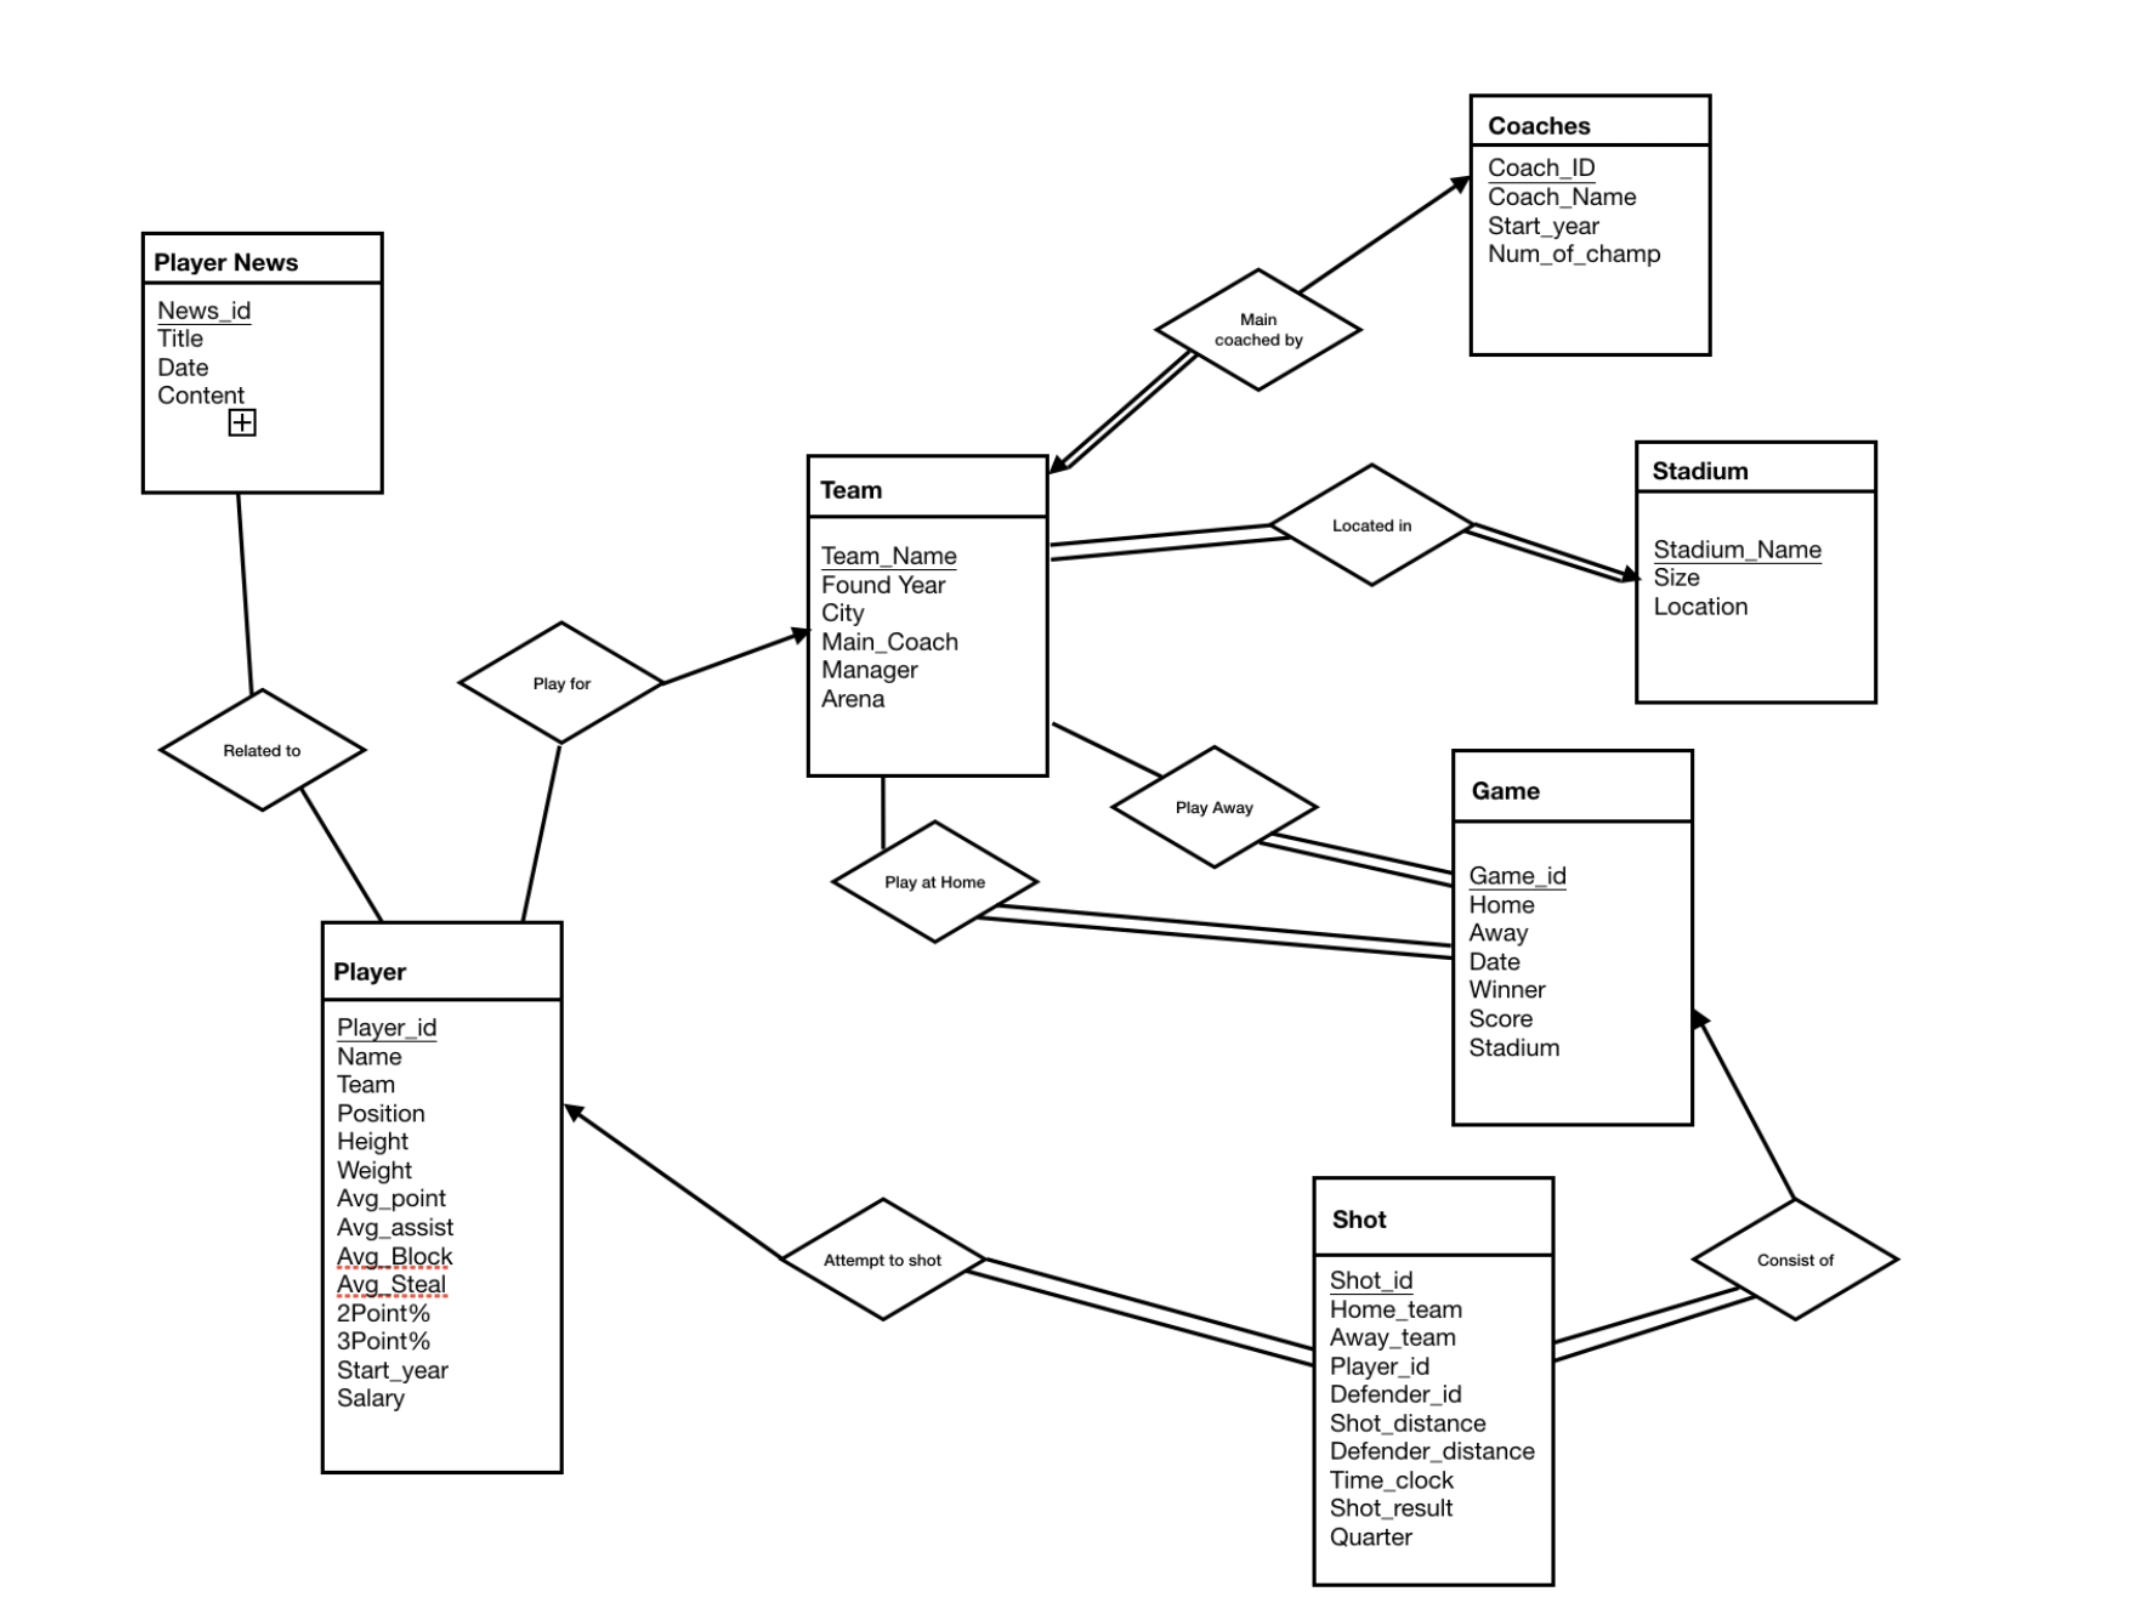 Coaches
Coach_ID
Coach_Name
Start_year
Num_of_champ
Player News
News_id
Title
Date
Content
Main
coached by
Team
Team_Name
Found Year
City
Main_Coach
Manager
Arena
Located in
Stadium
Stadium_Name
Size
Location
Play for
Related to
Play Away
Play at Home
Game
Game_id
Home
Away
Date
Winner
Score
Stadium
Player
Player_id
Name
Team
Position
Height
Weight
Avg_point
Avg_assist
Avg_Block
Avg_Steal
2Point%
3Point%
Start_year
Salary
Attempt to shot
Shot
Shot_id
Home_team
Away_team
Player_id
Defender_id
Shot_distance
Defender_distance
Time_clock
Shot_result
Quarter
Consist of